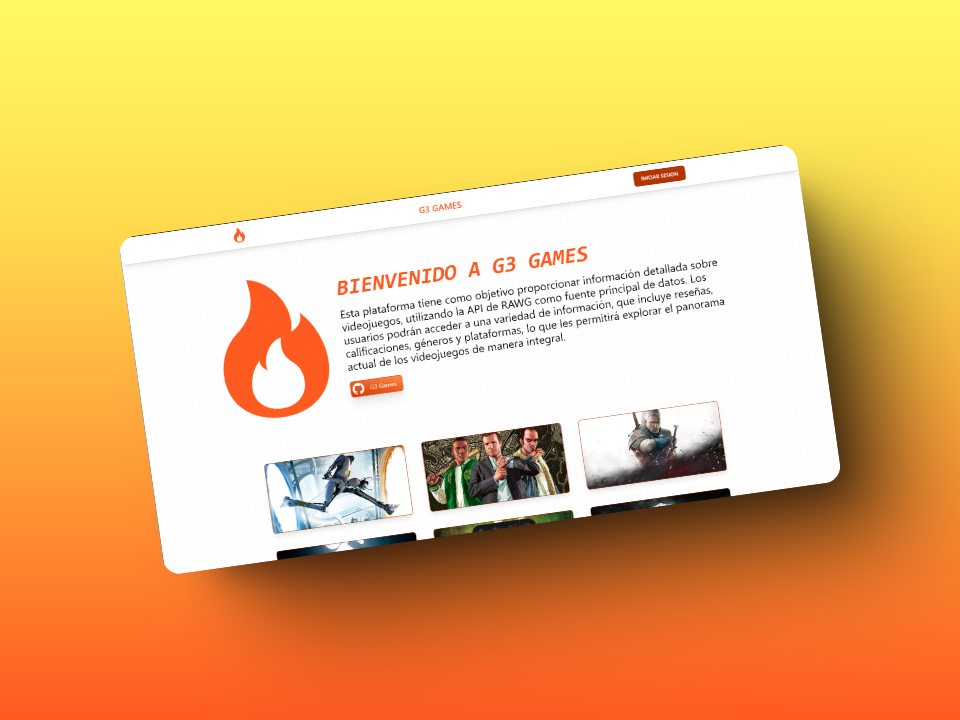 INICIAR SESION
G3 GAMES
BIENVENIDO A G3 GAMES
Esta plataforma tiene como objetivo proporcionar información detallada sobre
videojuegos, utilizando la API de RAWG como fuente principal de datos. Los
usuarios podrán acceder a una variedad de información, que incluye reseñas,
calificaciones, géneros y plataformas, lo que les permitirá explorar el panorama
actual de los videojuegos de manera integral.
G3 Games